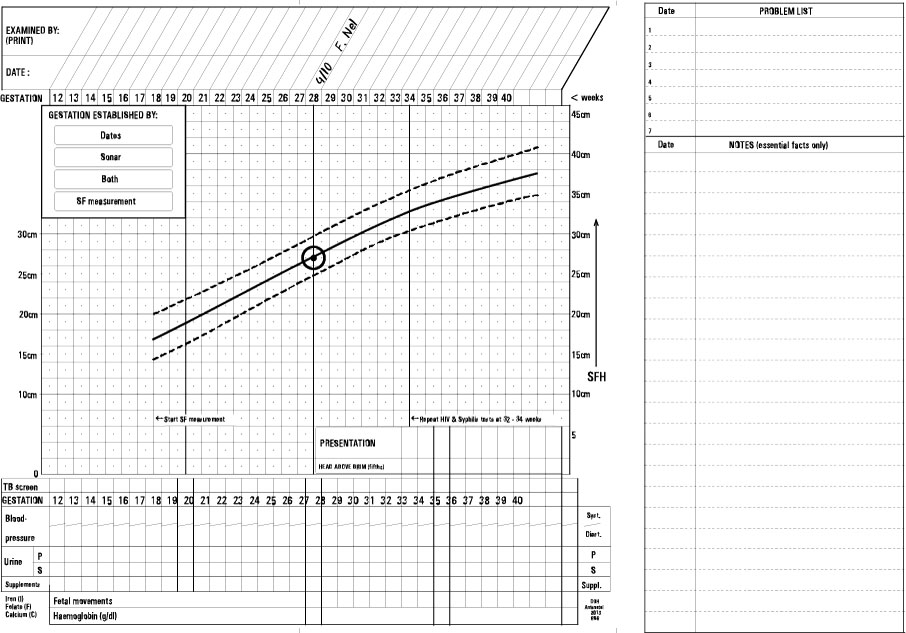 EXAMINED BY:
(PRINT)
F. Nel
DATE :
4/10
GESTATION 12 13 14 15 16 17 18 19 20 21 22 23 24 25 26 27 28 29 30 31 32 33 34 35 36 37 38 39 40 < weeks
GESTATION ESTABLISHED BY:
Dates
Sonar
Both
SF measurement
45cm
40cm
35cm
30cm 30cm
25cm 25cm
20cm 20cm
15cm 15cm
SFH
10cm 10cm
←Start SF measurement
←Repeat HIV & Syphilis tests at 32 - 34 weeks
5
PRESENTATION
HEAD ABOVE BRIM (fifths)
0
TB screen
GESTATION 12 13 14 15 16 17 18 19 20 21 22 23 24 25 26 27 28 29 30 31 32 33 34 35 36 37 38 39 40
Blood- Syst.
pressure Diast.
Urine P P
S S
Supplements Suppl.
Iron (I)
Folate (F)
Calcium (C)
Fetal movements
Haemoglobin (g/dl)
DOH
Antenatal
2013
Date PROBLEM LIST
1
2
3
4
5
6
7
Date NOTES (essential facts only)